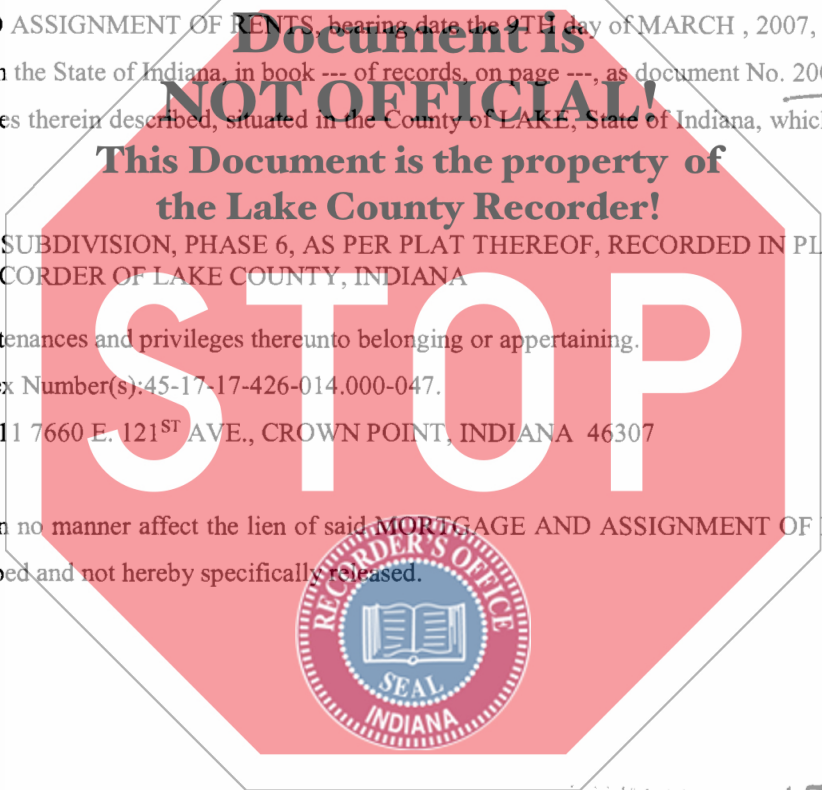 ASSIGNMENT OF RENTS, bearing date the 9TH day of MARCH , 2007,
Document is
the State of Indiana, in book --- of records, on page ---, as document No. 20
NOT OFFICIAL!
es therein described, situated in the County of LAKE, State of Indiana, whic
This Document is the property of
the Lake County Recorder!
SUBDIVISION, PHASE 6, AS PER PLAT THEREOF, RECORDED IN PL
CORDER OF LAKE COUNTY, INDIANA
STOP
tenances and privileges thereunto belonging or appertaining.
x Number(s):45-17-17-426-014.000-047.
11 7660 E. 121ST AVE., CROWN POINT, INDIANA 46307
n no manner affect the lien of said MORTGAGE AND ASSIGNMENT OF
bed and not hereby specifically released.
RECORDER'S OFFICE
SEAL
INDIANA